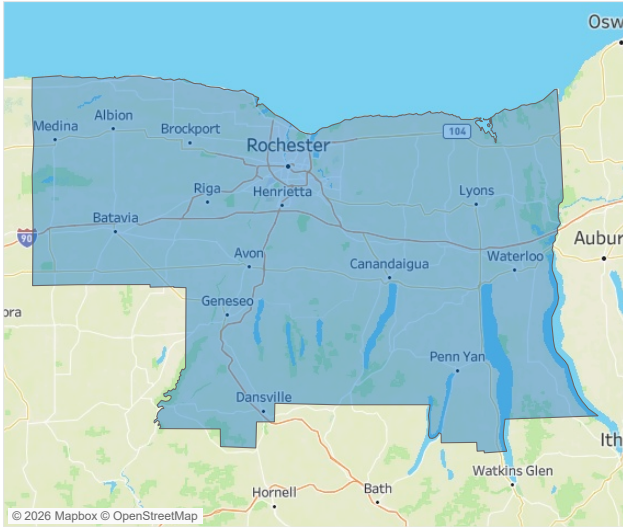 Osw
Medina
Albion
Brockport
Rochester
104
Riga
Henrietta
Lyons
Batavia
90
Aubur
Avon
Canandaigua
Waterloo
ora
Geneseo
Penn Yan
Dansville
Ith
Watkins Glen
Hornell
Bath
© 2026 Mapbox © OpenStreetMap